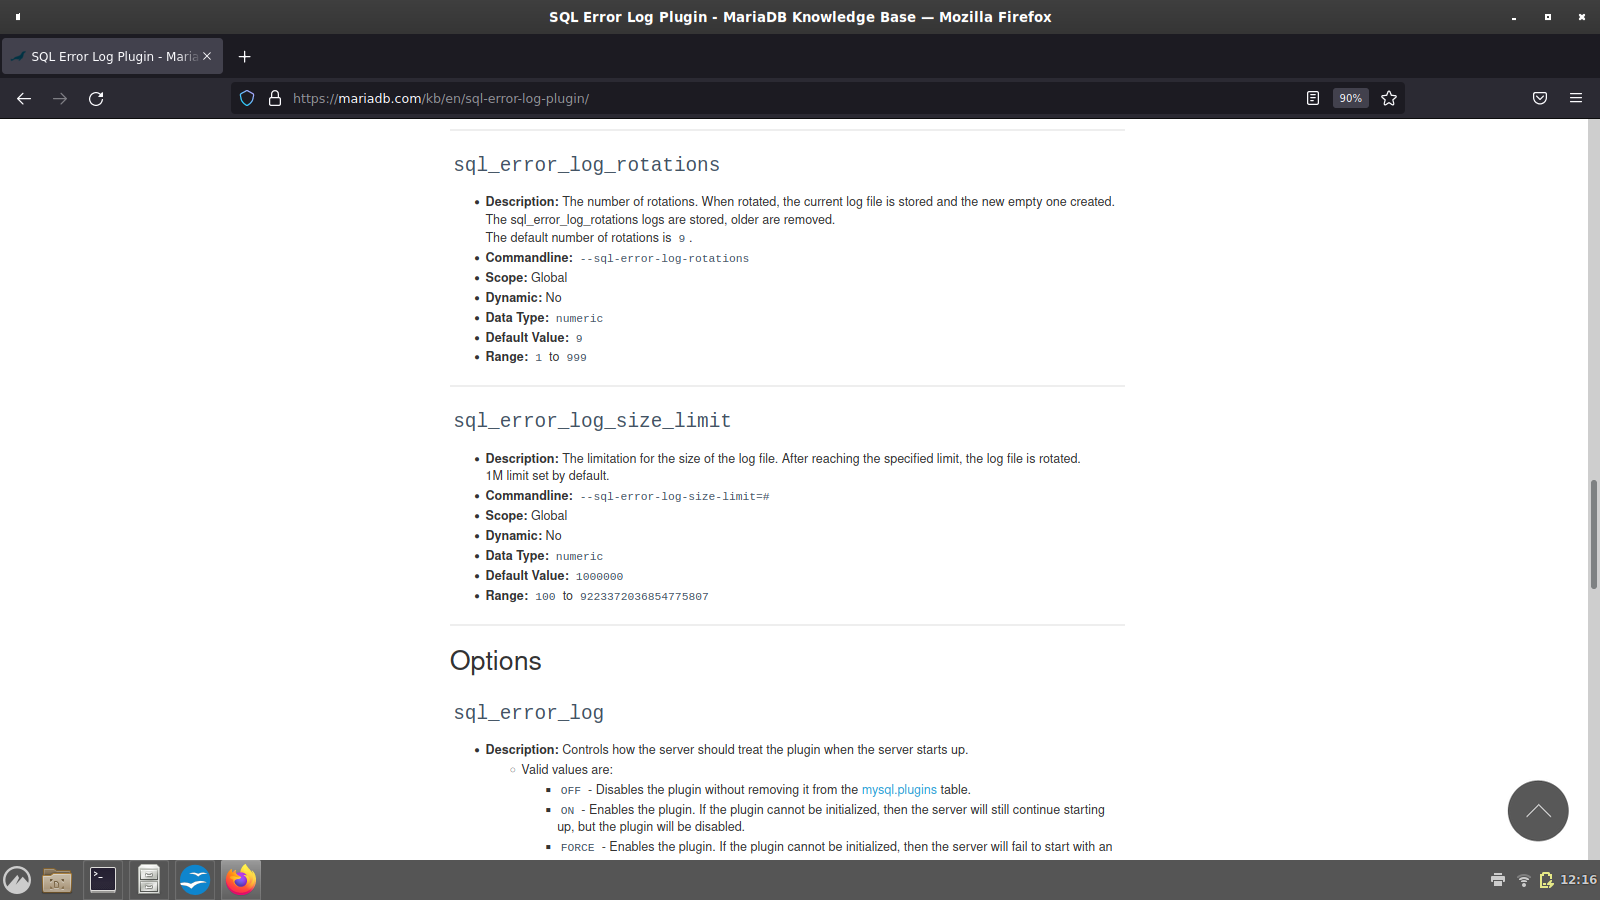 SQL Error Log Plugin - MariaDB Knowledge Base — Mozilla Firefox
SQL Error Log Plugin - Maria
https://mariadb.com/kb/en/sql-error-log-plugin/
90%
sql_error_log_rotations
• Description: The number of rotations. When rotated, the current log file is stored and the new empty one created.
The sql_error_log_rotations logs are stored, older are removed.
The default number of rotations is 9 .
• Commandline: --sql-error-log-rotations
• Scope: Global
• Dynamic: No
• Data Type: numeric
• Default Value: 9
• Range: 1 to 999
sql_error_log_size_limit
• Description: The limitation for the size of the log file. After reaching the specified limit, the log file is rotated.
1M limit set by default.
• Commandline: --sql-error-log-size-limit=#
• Scope: Global
• Dynamic: No
• Data Type: numeric
• Default Value: 1000000
• Range: 100 to 9223372036854775807
Options
sql_error_log
• Description: Controls how the server should treat the plugin when the server starts up.
○ Valid values are:
▪ OFF - Disables the plugin without removing it from the mysql.plugins table.
▪ ON - Enables the plugin. If the plugin cannot be initialized, then the server will still continue starting
up, but the plugin will be disabled.
▪ FORCE - Enables the plugin. If the plugin cannot be initialized, then the server will fail to start with an
12:16